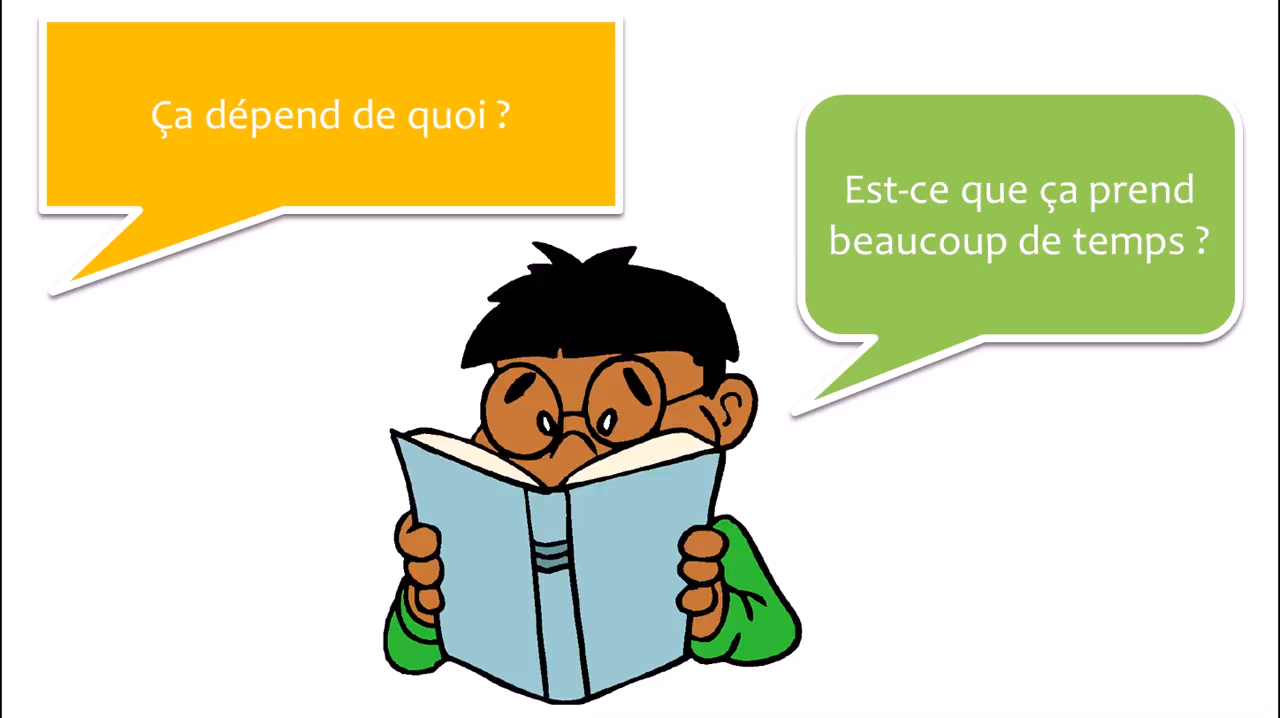 Ça dépend de quoi ?
Est-ce que ça prend
beaucoup de temps ?